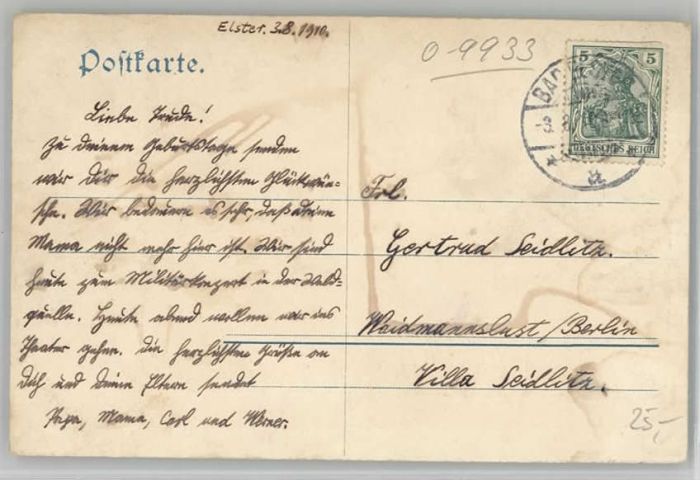 Elster. 3.8.1910.
0-9933
Postkarte.
5 5
BAD ELSTER
DEUTSCHES REICH
Liebe Trude!
Zu deinem Geburtstage senden
wir dir die herzlichsten Glückwün-
sche. Wir bedauern es sehr, daß deine
Mama nicht mehr hier ist. Wir sind
heute zum Militärkonzert in der Wald-
quelle. Heute abend wollen wir ins
Theater gehen. Die herzlichsten Grüße an
dich und deine Eltern sendet
Papa, Mama, Carl und Werner.
Frl.
Gertrud Seidlitz.
Waidmannslust/Berlin
Villa Seidlitz.
25,-